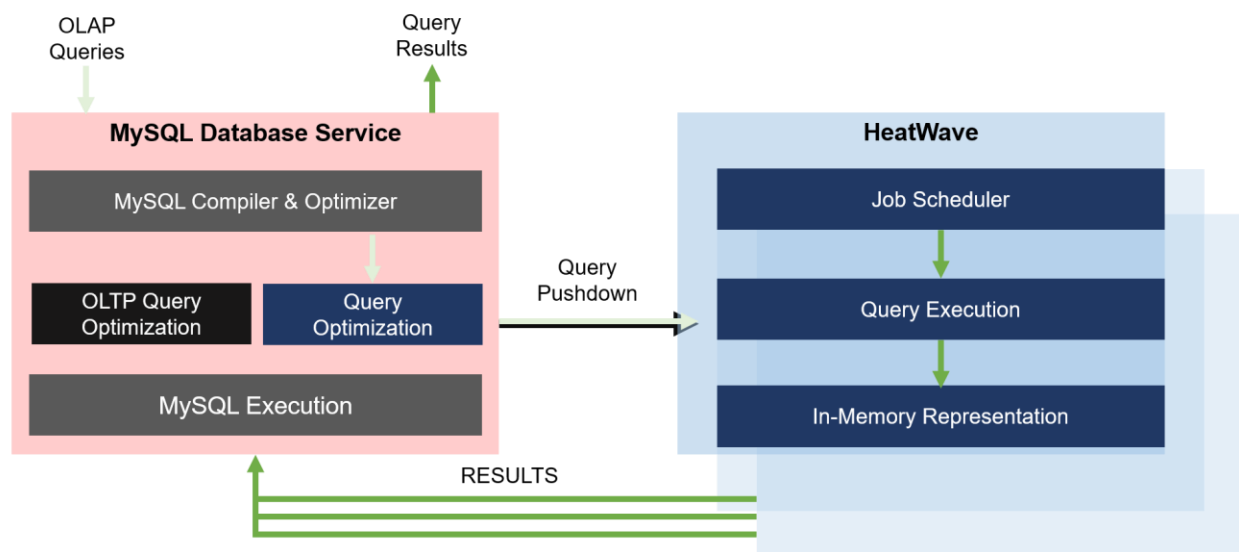 OLAP
Queries
Query
Results
MySQL Database Service
MySQL Compiler & Optimizer
OLTP Query
Optimization
Query
Optimization
MySQL Execution
Query
Pushdown
HeatWave
Job Scheduler
Query Execution
In-Memory Representation
RESULTS